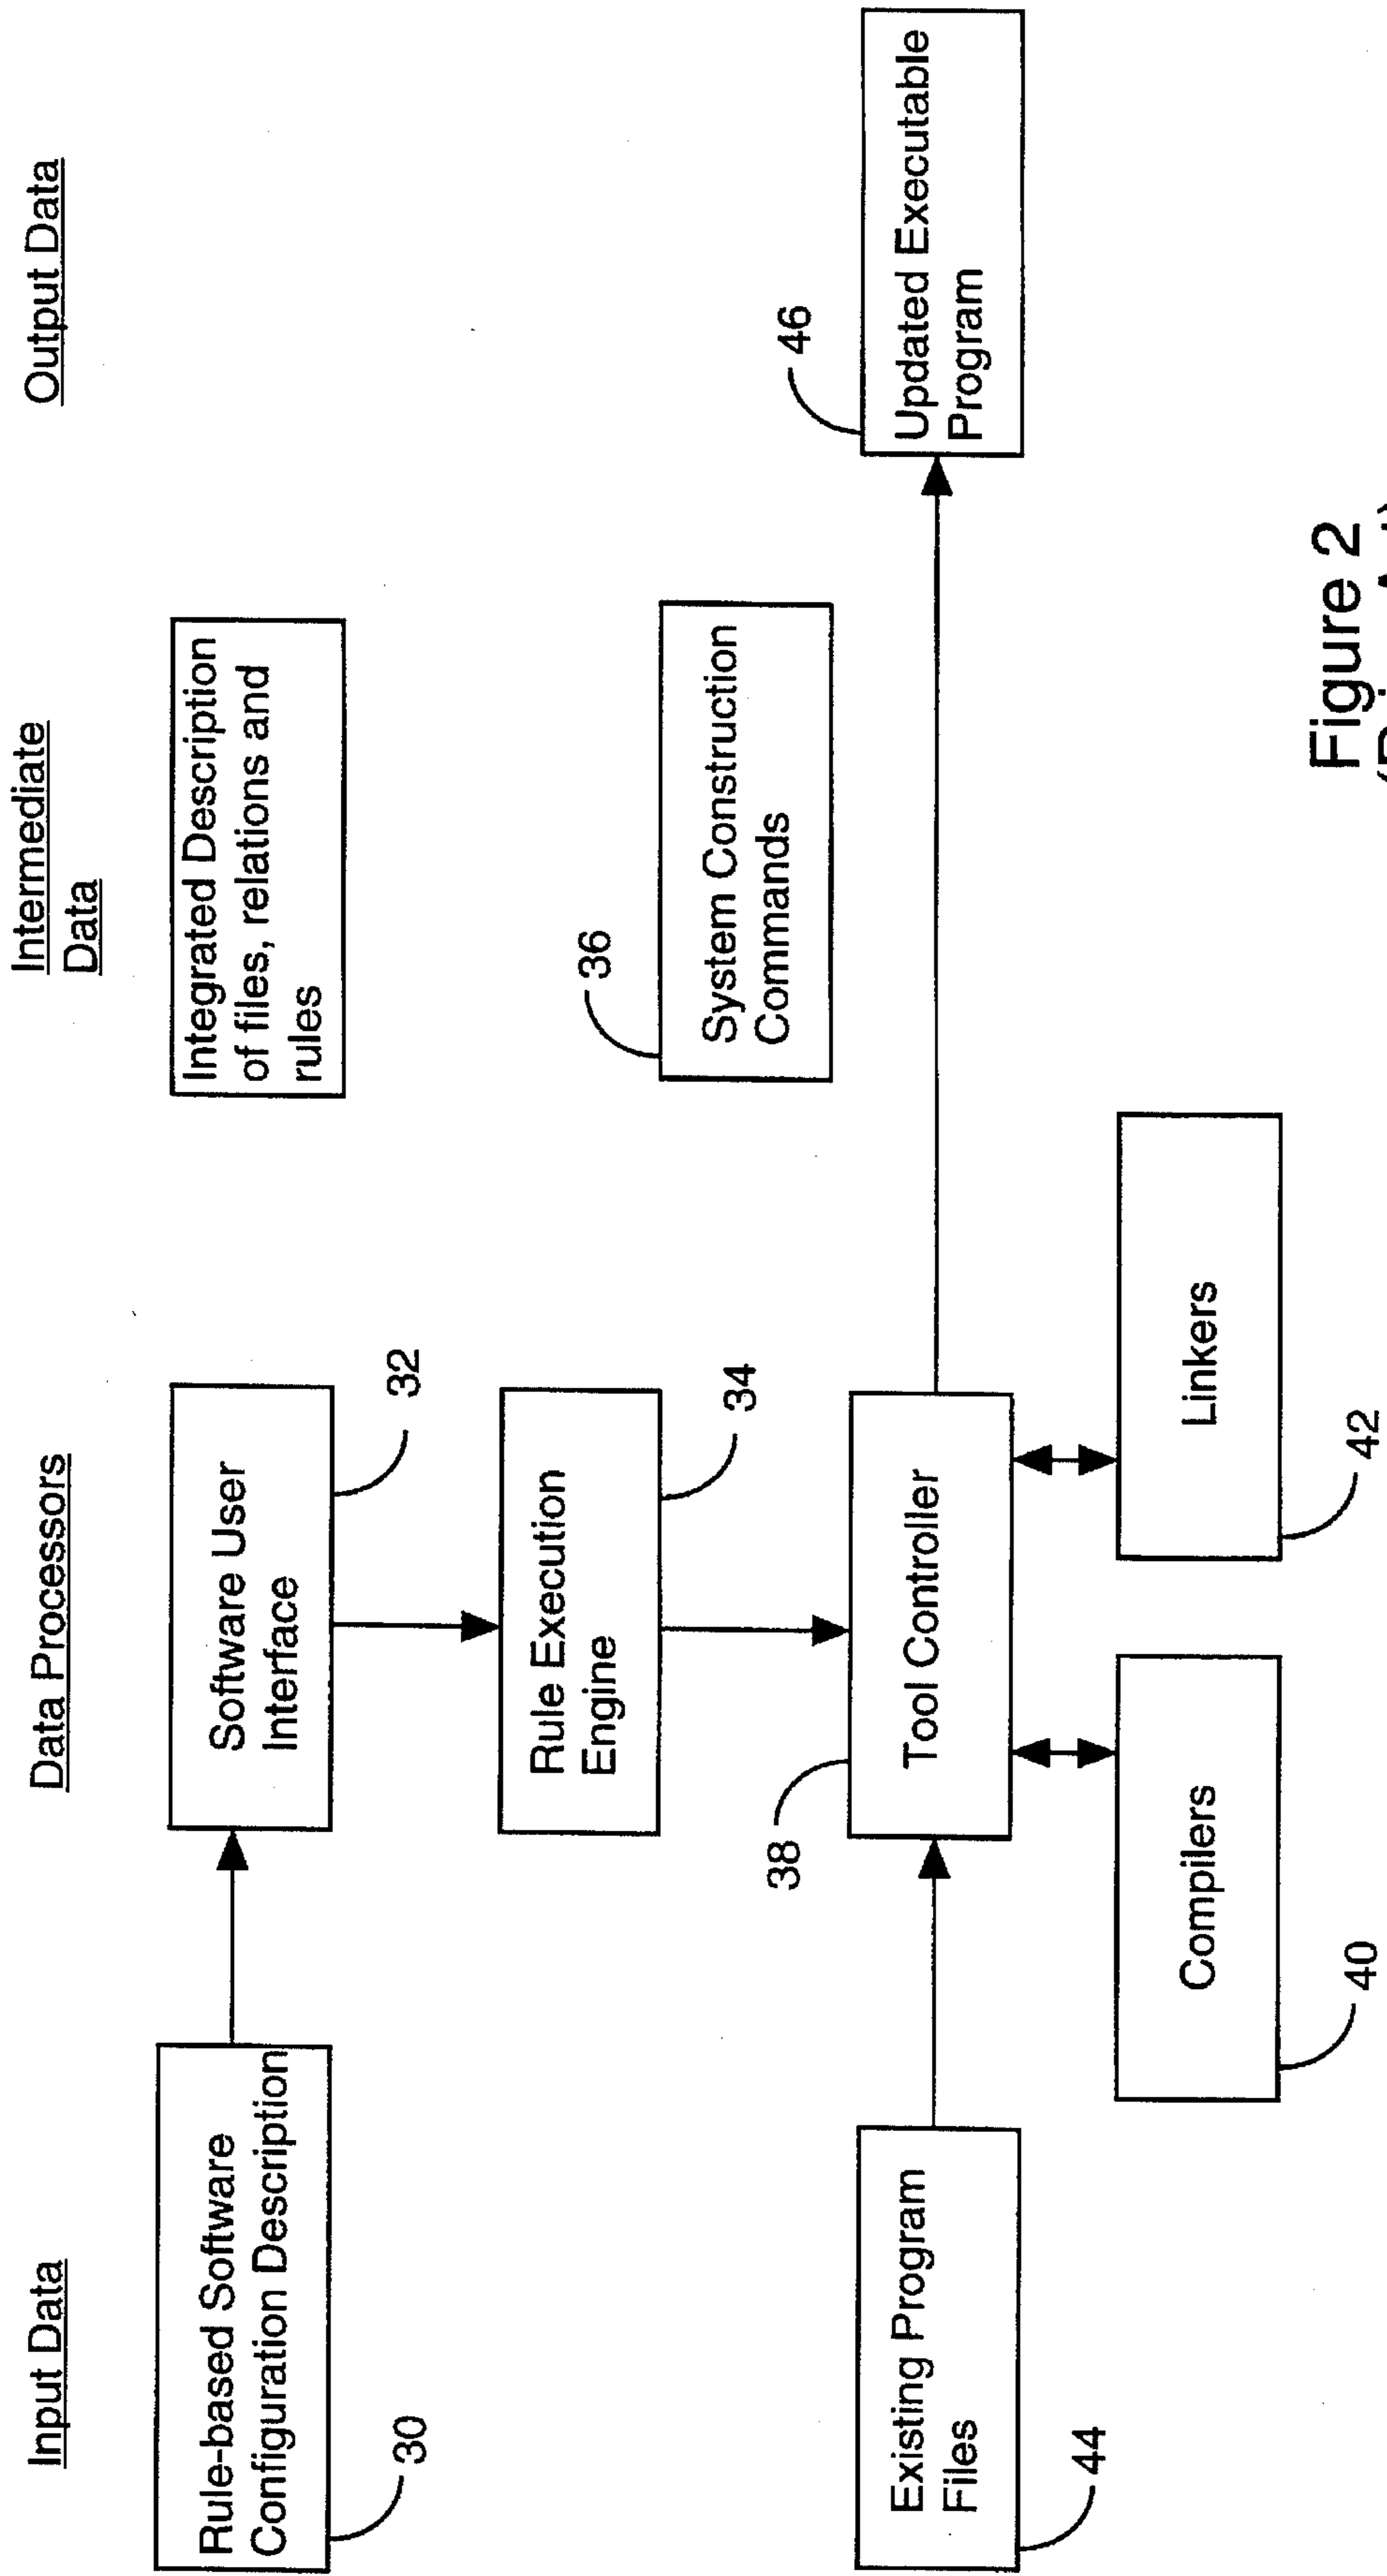 Input Data
Data Processors
Intermediate
Data
Output Data
Rule-based Software
Configuration Description
30
Software User
Interface
32
Integrated Description
of files, relations and
rules
Rule Execution
Engine
34
36
System Construction
Commands
Existing Program
Files
44
38
Tool Controller
46
Updated Executable
Program
Compilers
40
Linkers
42
Figure 2